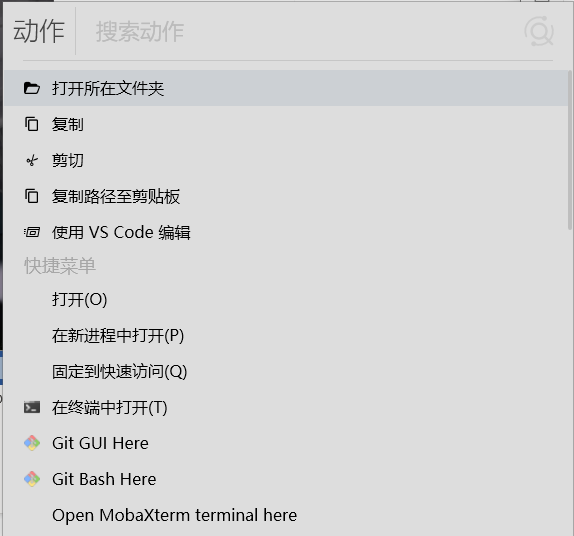 动作
搜索动作
打开所在文件夹
复制
剪切
复制路径至剪贴板
使用 VS Code 编辑
快捷菜单
打开(O)
在新进程中打开(P)
固定到快速访问(Q)
在终端中打开(T)
Git GUI Here
Git Bash Here
Open MobaXterm terminal here